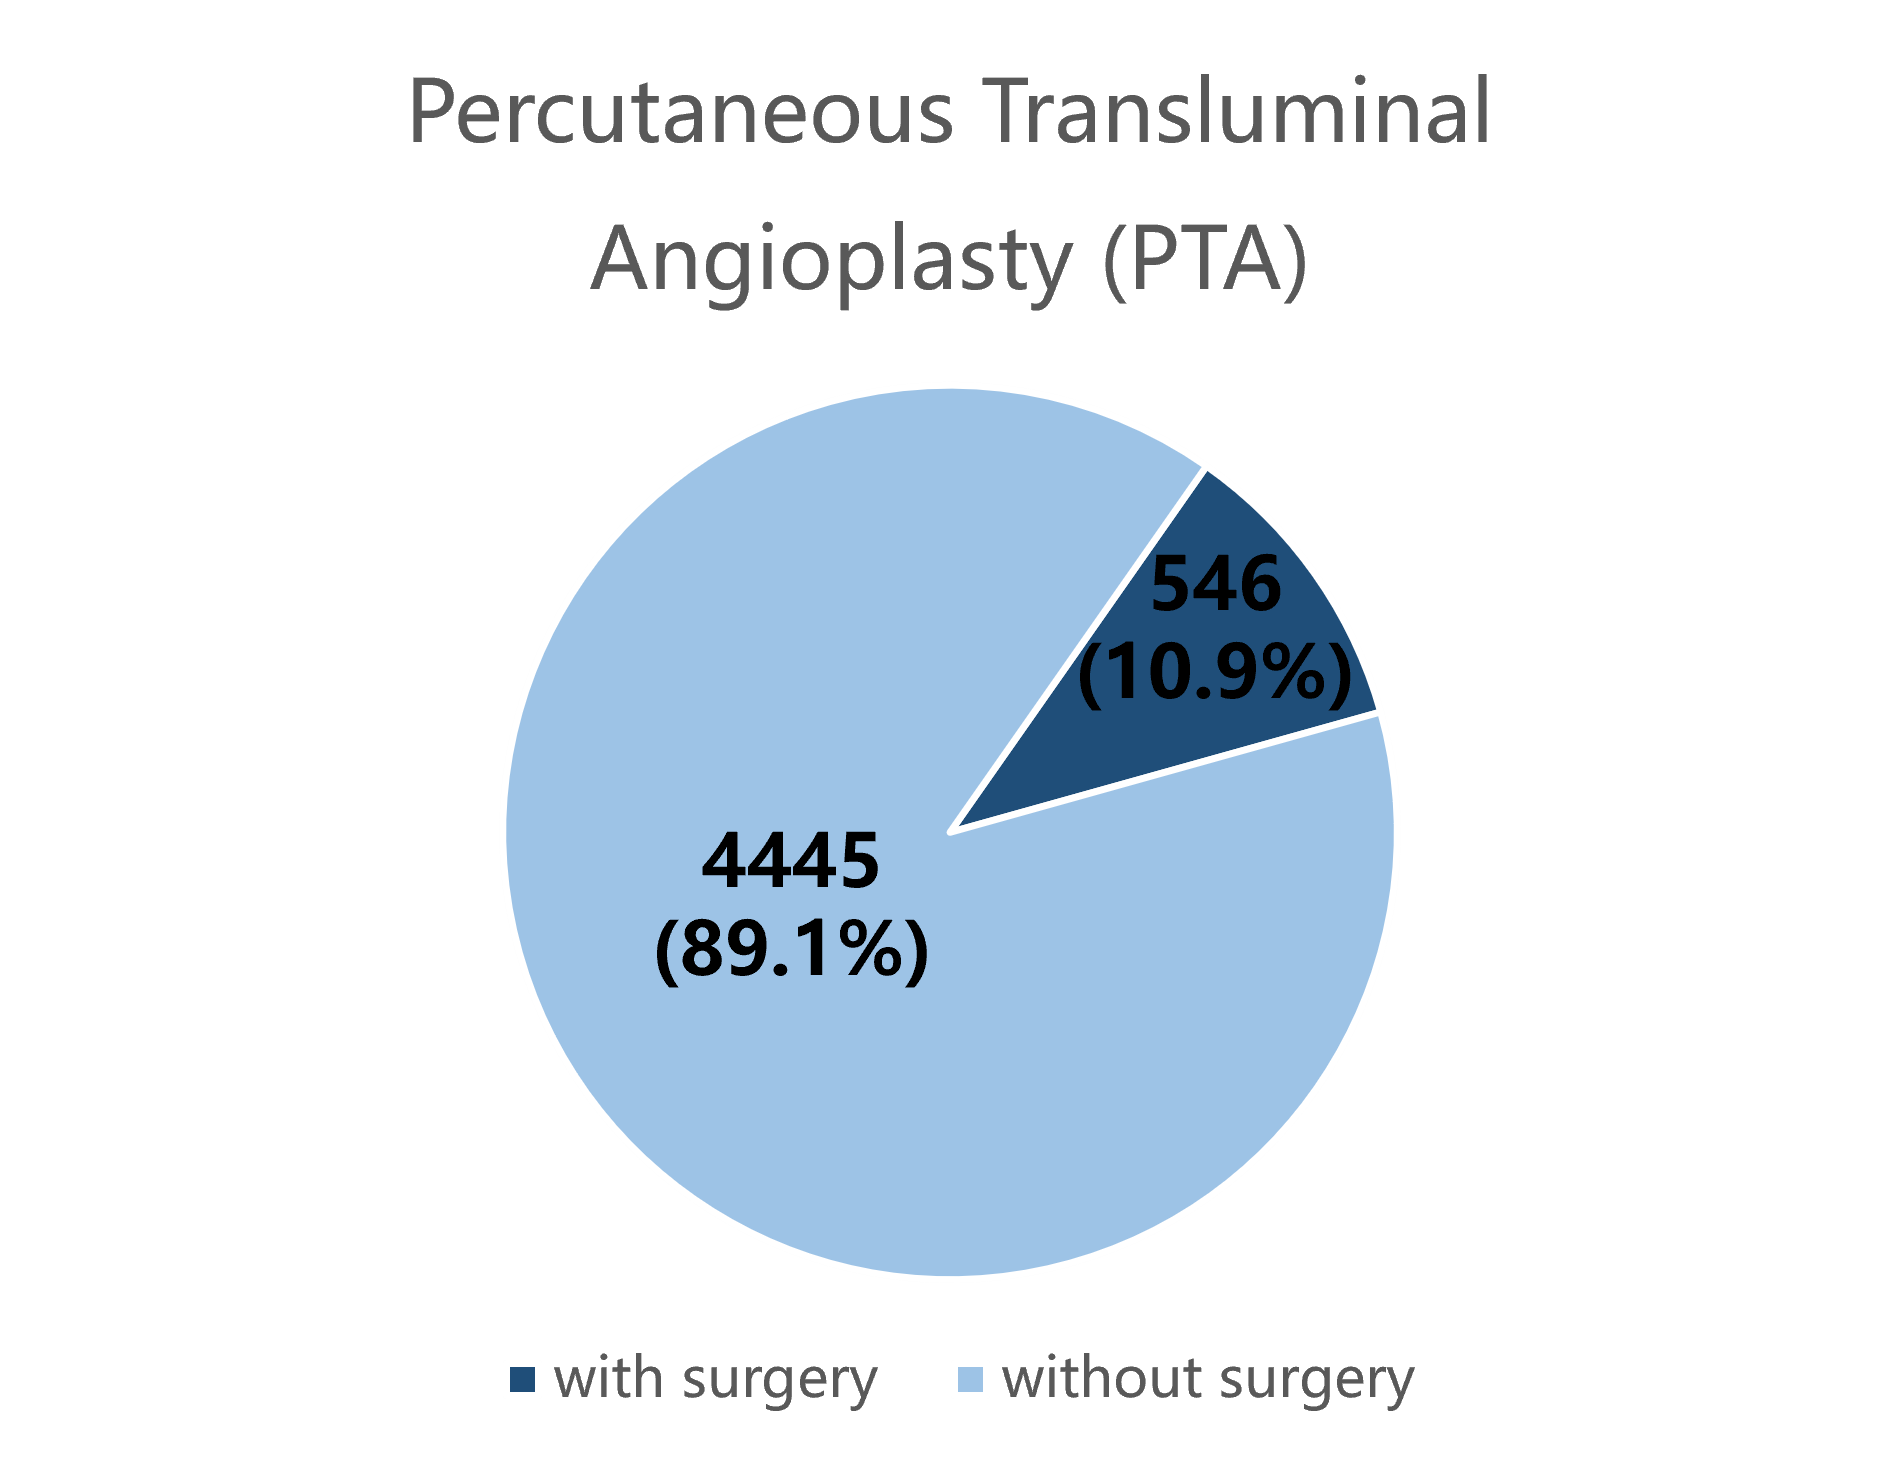 Percutaneous Transluminal
Angioplasty (PTA)
546
(10.9%)
4445
(89.1%)
with surgery
without surgery